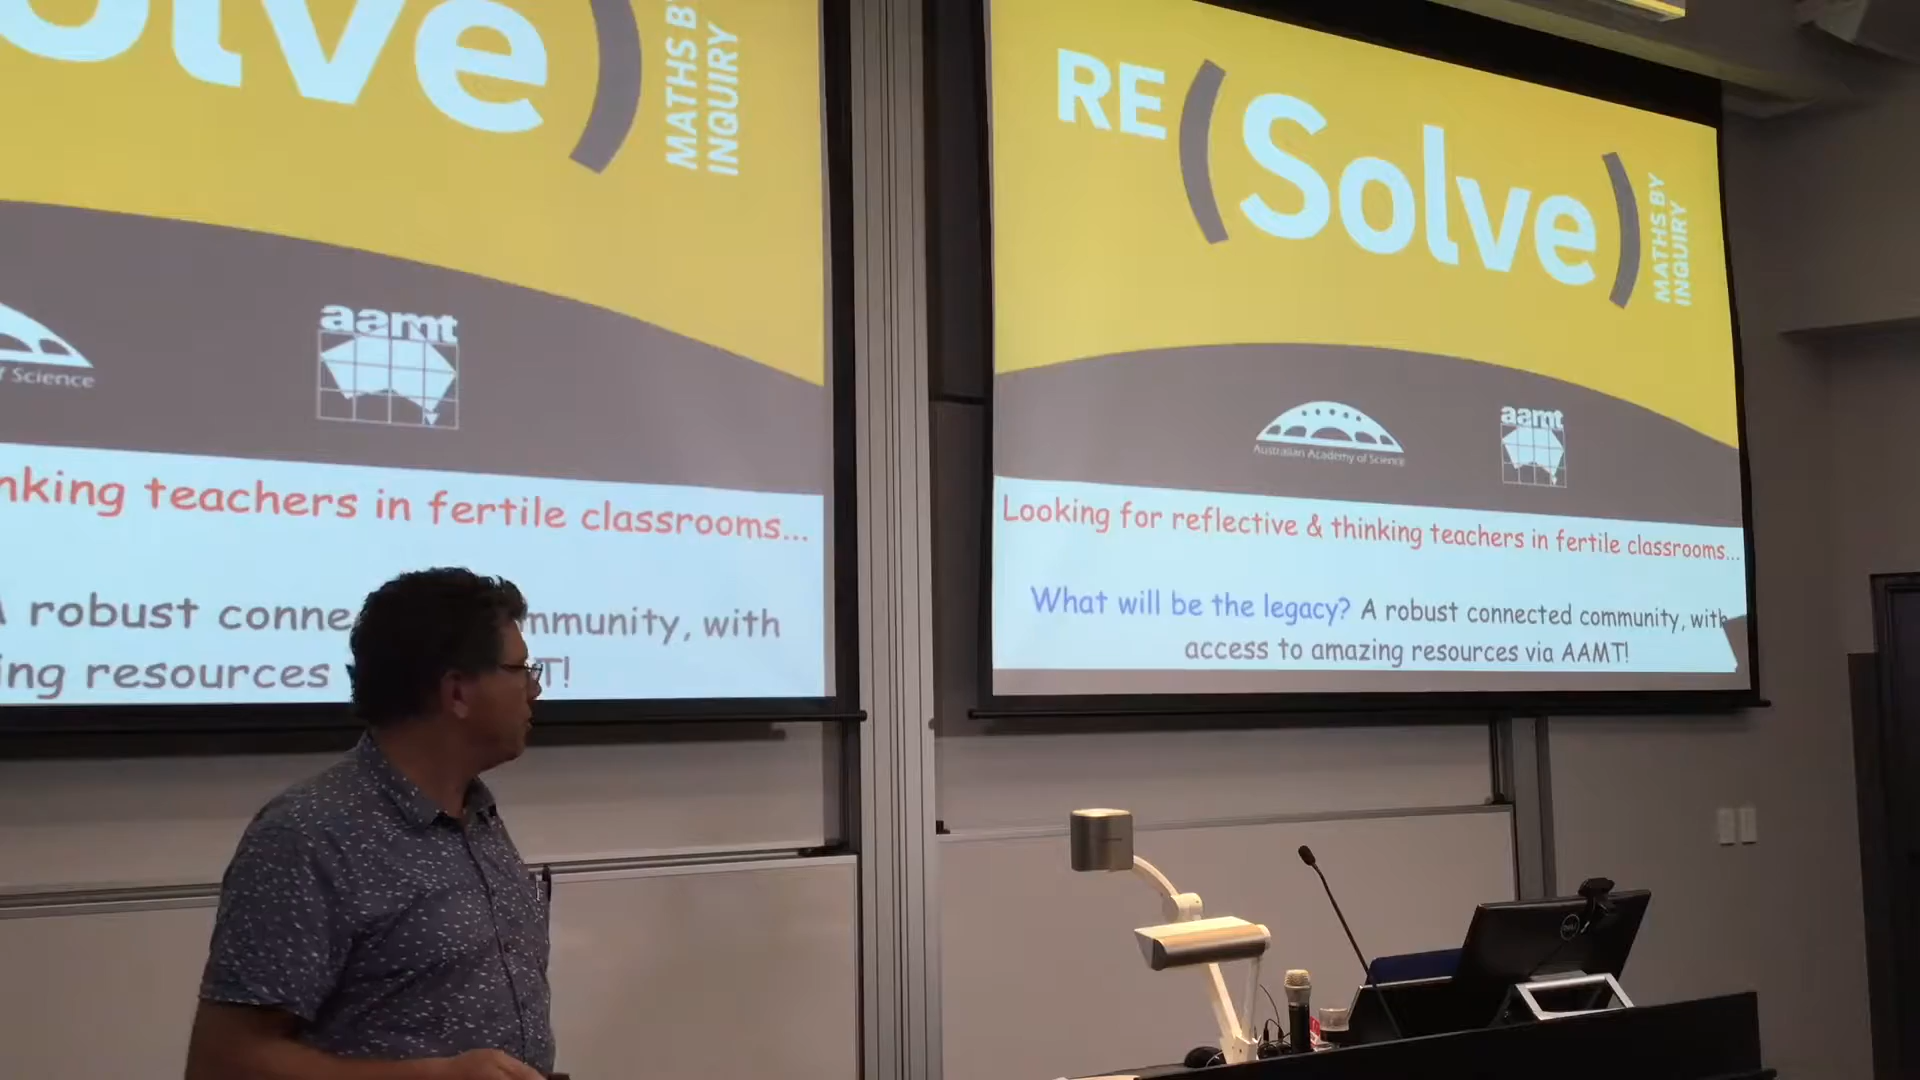 olve)
MATHS BY
INQUIRY
f Science
aamt
nking teachers in fertile classrooms...
robust conne mmunity, with
ing resources T!
RE(Solve)
MATHS BY
INQUIRY
Australian Academy of Science
aamt
Looking for reflective & thinking teachers in fertile classrooms...
What will be the legacy? A robust connected community, with
access to amazing resources via AAMT!
DELL